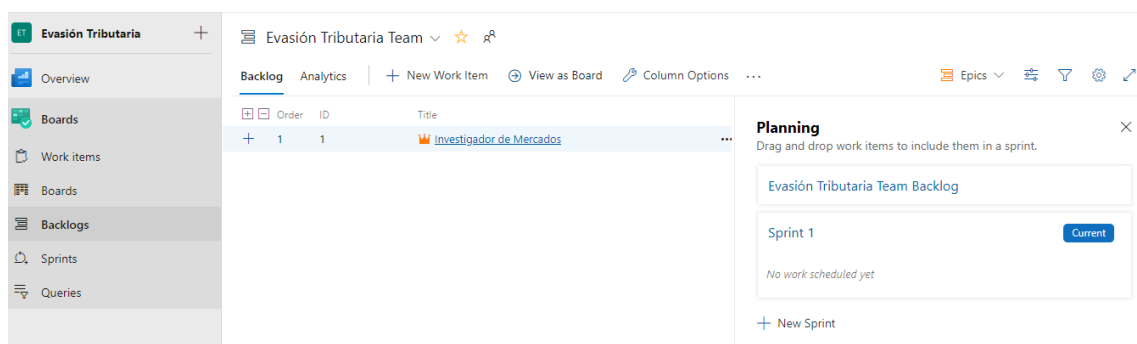 ET Evasión Tributaria
Overview
Boards
Work items
Boards
Backlogs
Sprints
Queries
Evasión Tributaria Team
Backlog Analytics New Work Item View as Board Column Options ... Epics
Order ID Title
1 1 Investigador de Mercados ...
Planning
Drag and drop work items to include them in a sprint.
Evasión Tributaria Team Backlog
Sprint 1 Current
No work scheduled yet
New Sprint